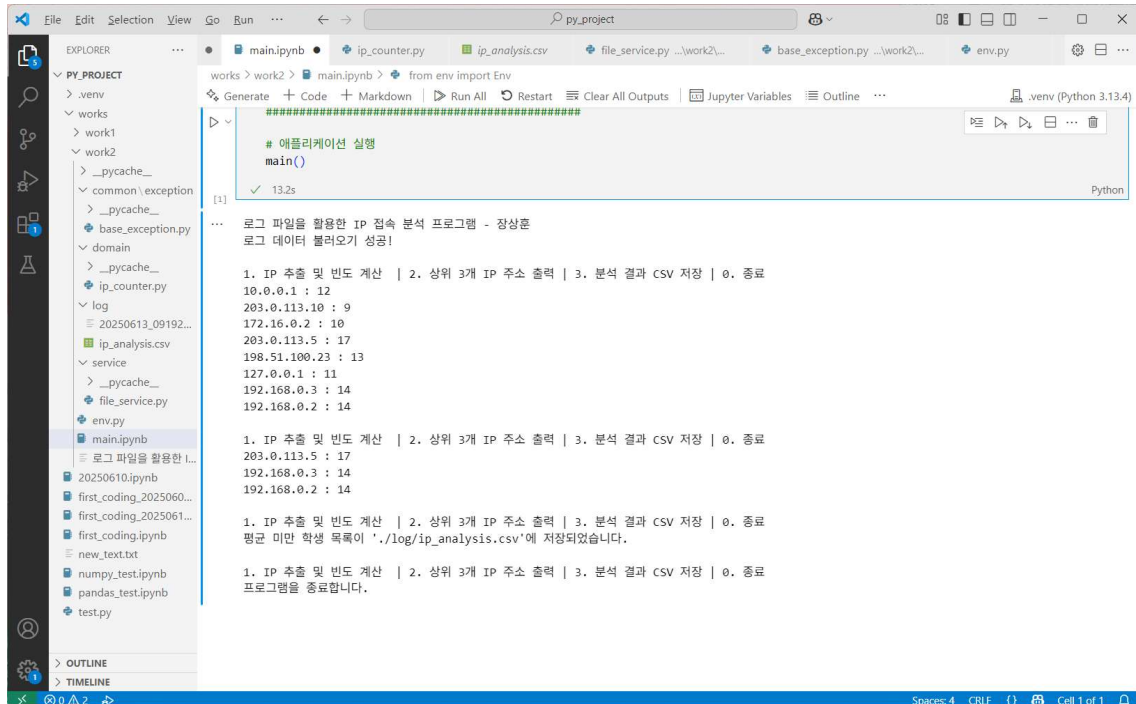 File Edit Selection View Go Run ... py_project
EXPLORER ...
PY_PROJECT
.venv
works
work1
work2
__pycache__
common \ exception
__pycache__
base_exception.py
domain
__pycache__
ip_counter.py
log
20250613_09192...
ip_analysis.csv
service
__pycache__
file_service.py
env.py
main.ipynb
로그 파일을 활용한 I...
20250610.ipynb
first_coding_2025060...
first_coding_2025061...
first_coding.ipynb
new_text.txt
numpy_test.ipynb
pandas_test.ipynb
test.py
OUTLINE
TIMELINE
main.ipynb ip_counter.py ip_analysis.csv file_service.py ...\work2\... base_exception.py ...\work2\... env.py
works > work2 > main.ipynb > from env import Env
Generate + Code + Markdown Run All Restart Clear All Outputs Jupyter Variables Outline ... .venv (Python 3.13.4)
# 애플리케이션 실행
main()
[1] 13.2s Python
... 로그 파일을 활용한 IP 접속 분석 프로그램 - 장상훈
로그 데이터 불러오기 성공!
1. IP 추출 및 빈도 계산 | 2. 상위 3개 IP 주소 출력 | 3. 분석 결과 CSV 저장 | 0. 종료
10.0.0.1 : 12
203.0.113.10 : 9
172.16.0.2 : 10
203.0.113.5 : 17
198.51.100.23 : 13
127.0.0.1 : 11
192.168.0.3 : 14
192.168.0.2 : 14
1. IP 추출 및 빈도 계산 | 2. 상위 3개 IP 주소 출력 | 3. 분석 결과 CSV 저장 | 0. 종료
203.0.113.5 : 17
192.168.0.3 : 14
192.168.0.2 : 14
1. IP 추출 및 빈도 계산 | 2. 상위 3개 IP 주소 출력 | 3. 분석 결과 CSV 저장 | 0. 종료
평균 미만 학생 목록이 './log/ip_analysis.csv'에 저장되었습니다.
1. IP 추출 및 빈도 계산 | 2. 상위 3개 IP 주소 출력 | 3. 분석 결과 CSV 저장 | 0. 종료
프로그램을 종료합니다.
0 2 Spaces: 4 CRLF {} Cell 1 of 1